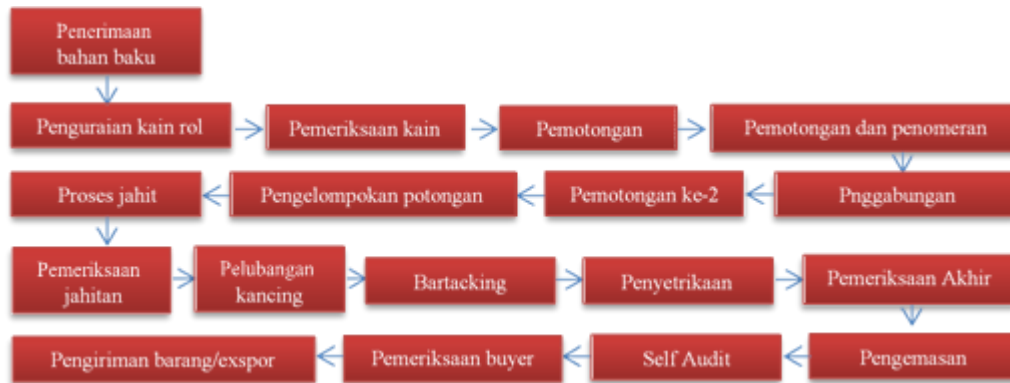 Penerimaan
bahan baku
Penguraian kain rol
Pemeriksaan kain
Pemotongan
Pemotongan dan penomeran
Pnggabungan
Pemotongan ke-2
Pengelompokan potongan
Proses jahit
Pemeriksaan
jahitan
Pelubangan
kancing
Bartacking
Penyetrikaan
Pemeriksaan Akhir
Pengemasan
Self Audit
Pemeriksaan buyer
Pengiriman barang/exspor